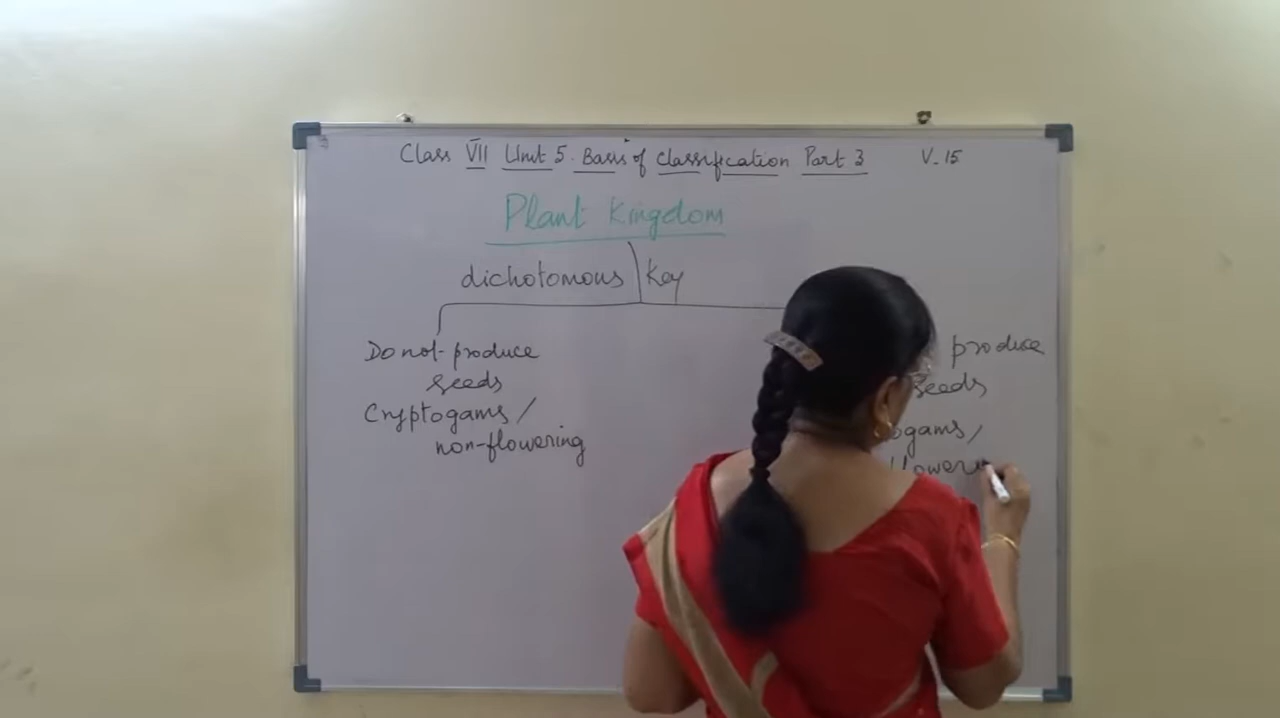 Class VII Unit 5. Basis of Classification Part 3 V. 15
Plant Kingdom
dichotomous Key
Do not produce
seeds
Cryptogams /
non-flowering
produce
seeds
ogams /